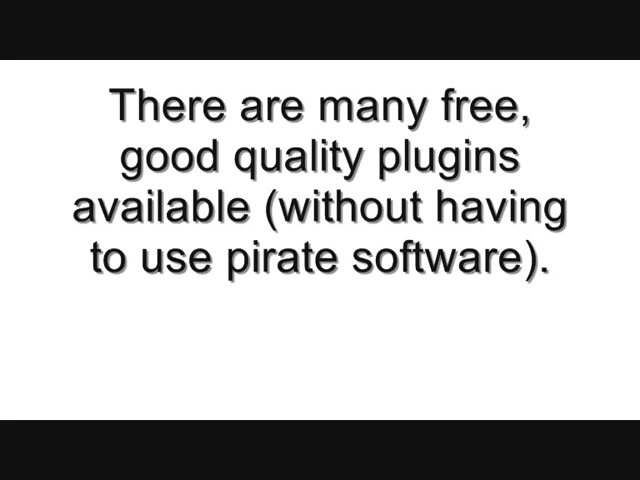 There are many free,
good quality plugins
available (without having
to use pirate software).